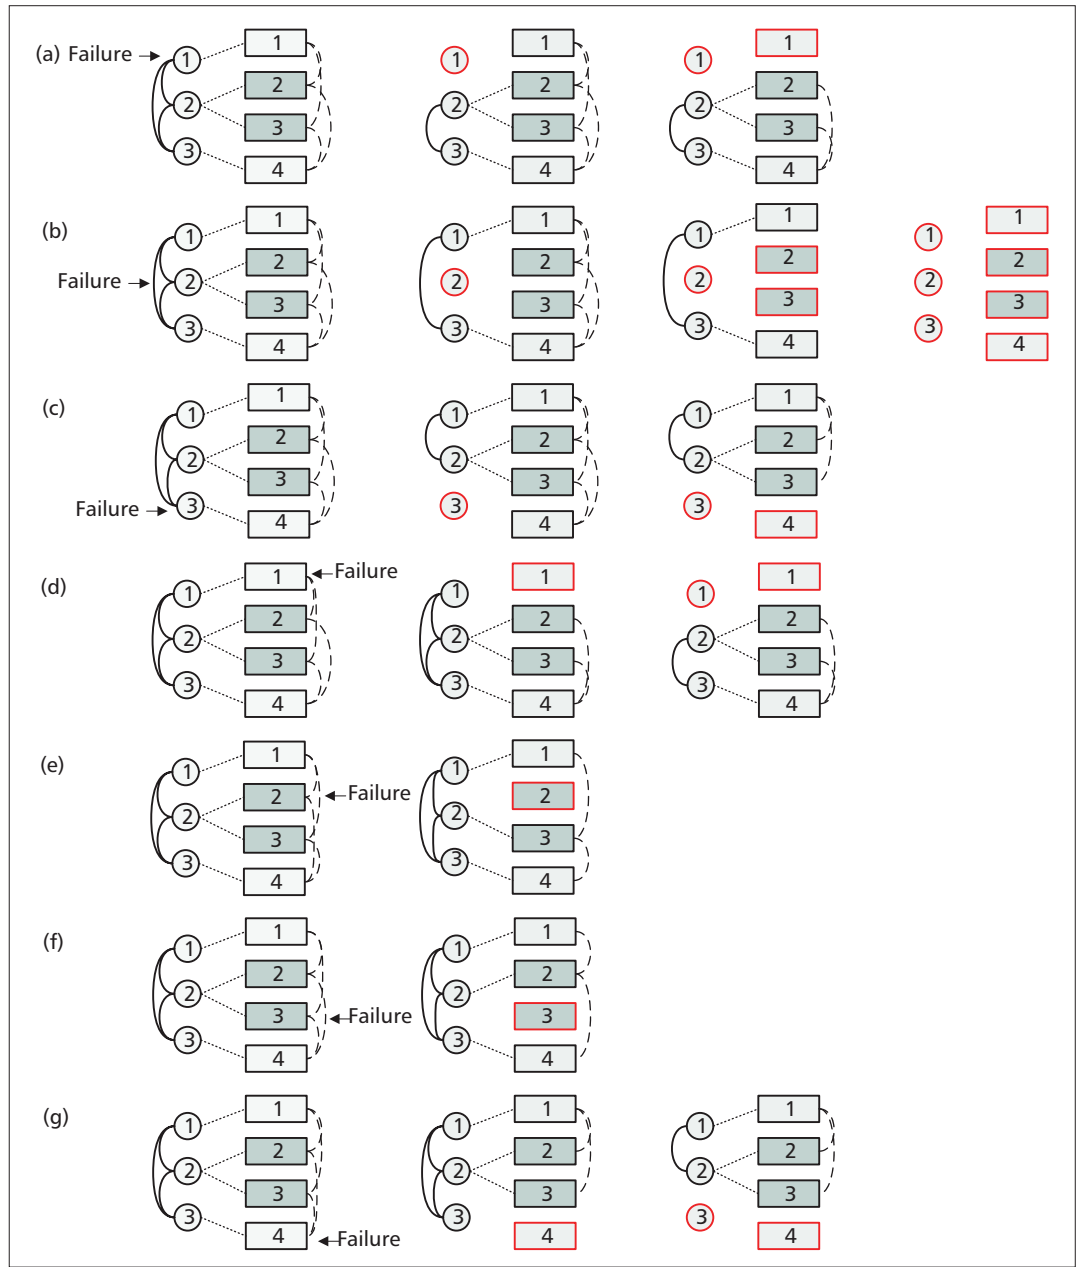 (a) Failure 1 1 2 2 3 3 4 1 1 2 2 3 3 4 1 1 2 2 3 3 4
(b) Failure 1 1 2 2 3 3 4 1 1 2 2 3 3 4 1 1 2 2 3 3 4 1 1 2 2 3 3 4
(c) Failure 1 1 2 2 3 3 4 1 1 2 2 3 3 4 1 1 2 2 3 3 4
(d) 1 1 2 2 3 3 4 Failure 1 1 2 2 3 3 4 1 1 2 2 3 3 4
(e) 1 1 2 2 3 3 4 Failure 1 1 2 2 3 3 4
(f) 1 1 2 2 3 3 4 Failure 1 1 2 2 3 3 4
(g) 1 1 2 2 3 3 4 Failure 1 1 2 2 3 3 4 1 1 2 2 3 3 4